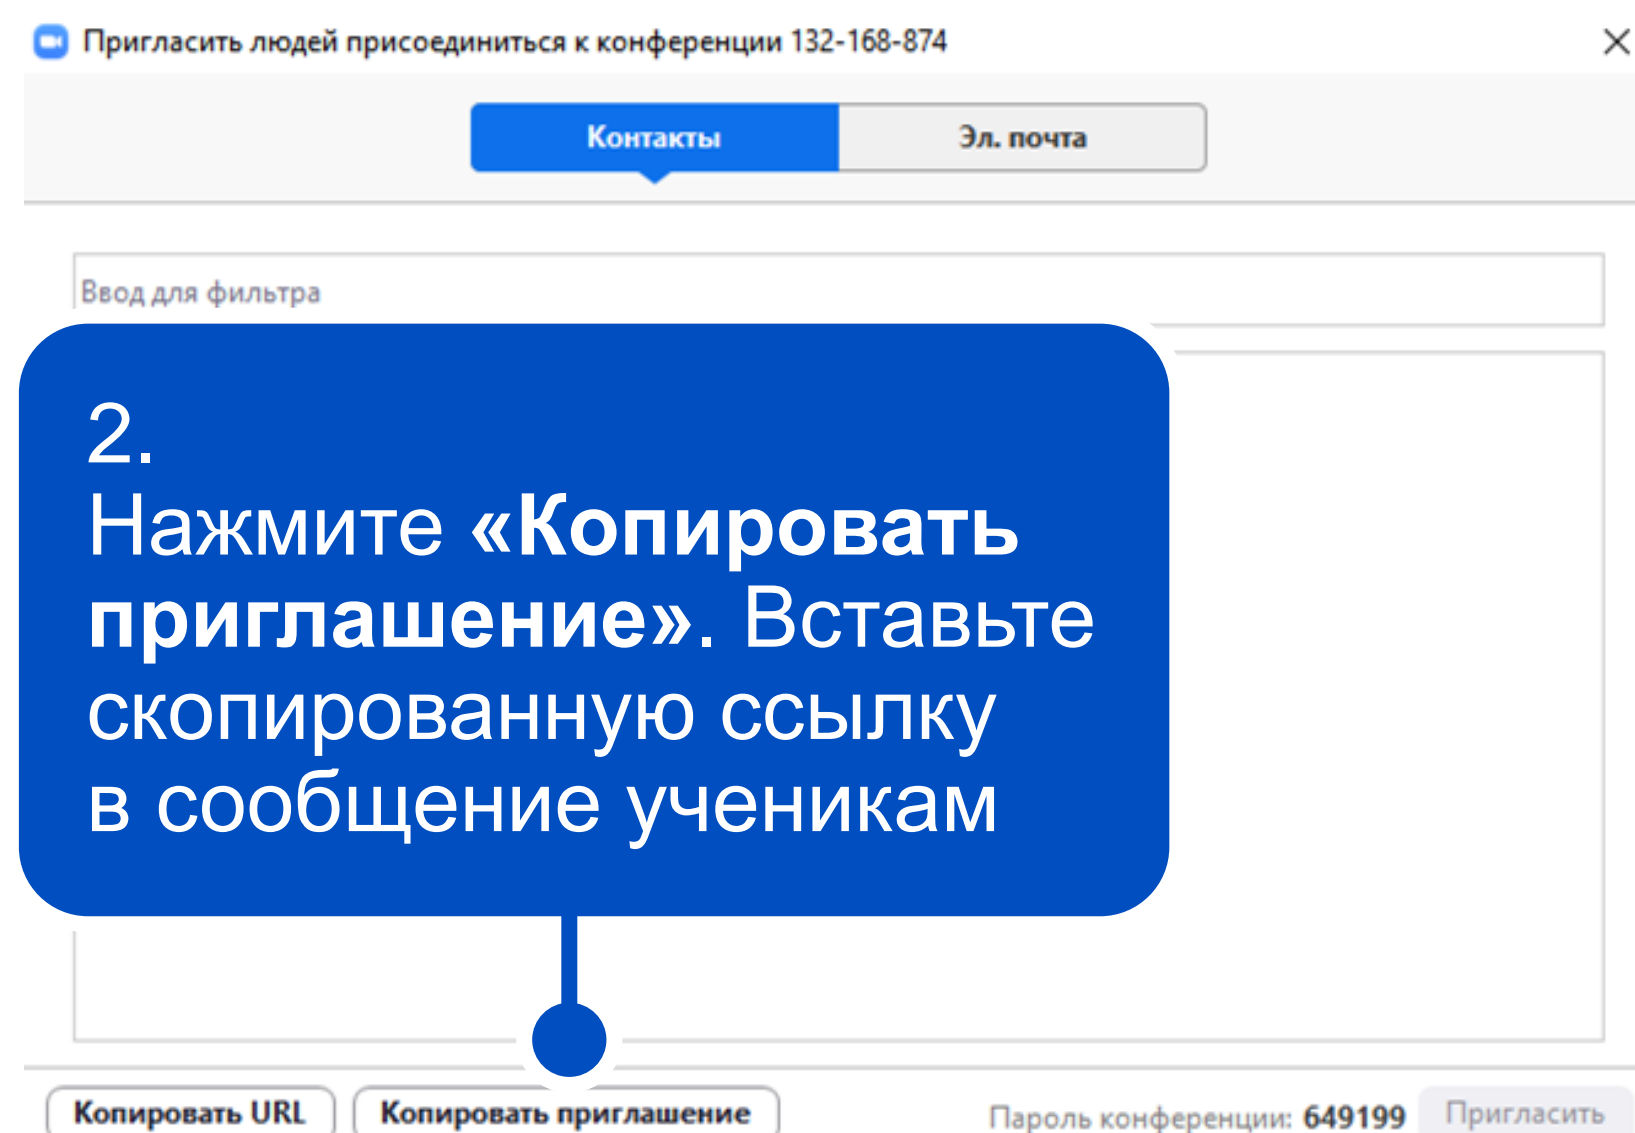 Пригласить людей присоединиться к конференции 132-168-874
Контакты
Эл. почта
Ввод для фильтра
2.
Нажмите «Копировать
приглашение». Вставьте
скопированную ссылку
в сообщение ученикам
Копировать URL
Копировать приглашение
Пароль конференции: 649199
Пригласить